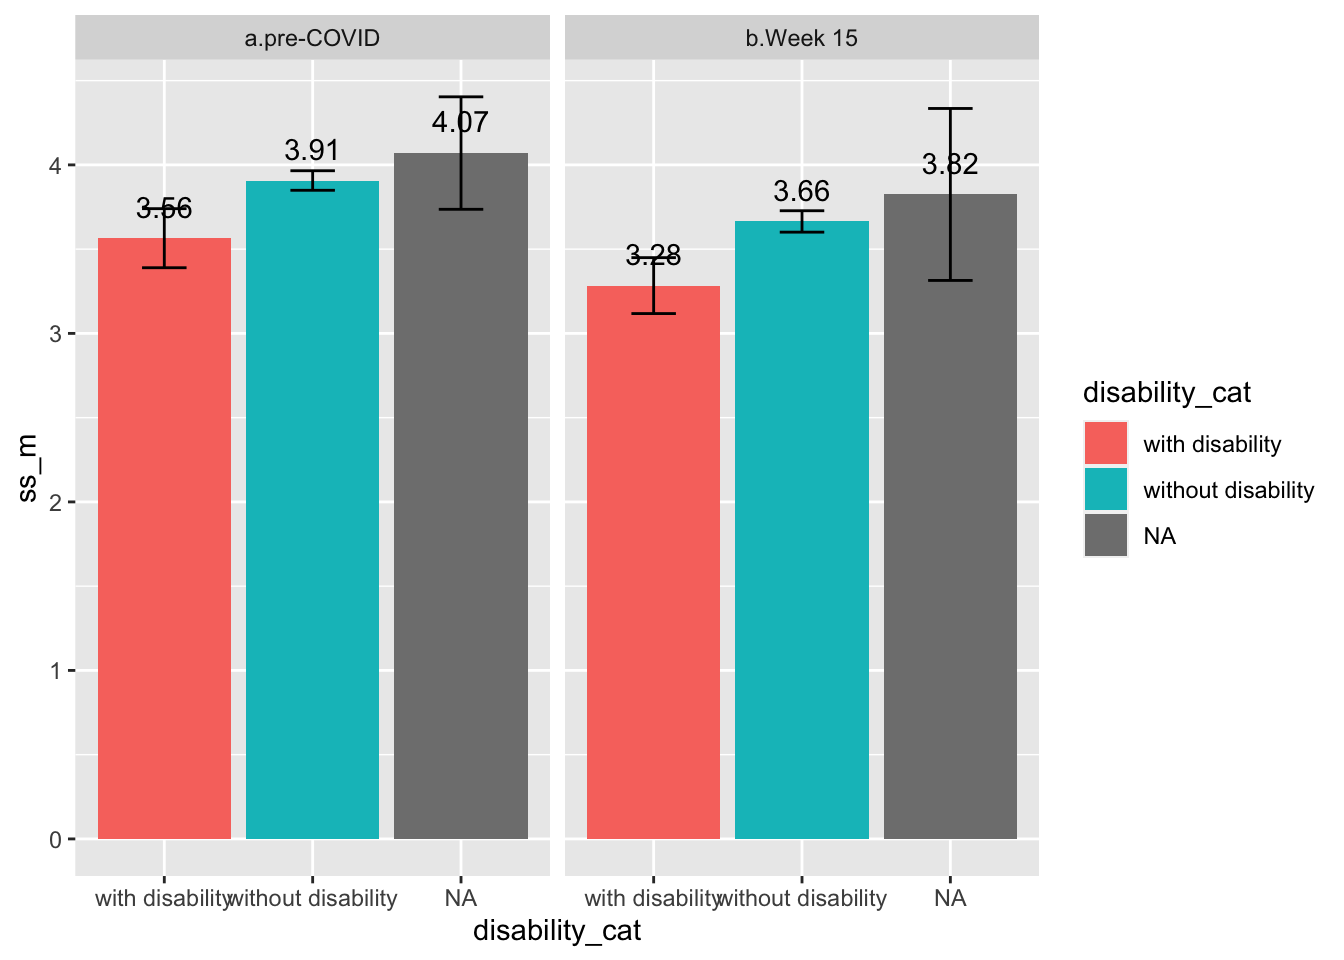 a.pre-COVID
b.Week 15
4.07
3.91
3.56
3.82
3.66
3.28
4
3
2
1
0
ss_m
with disability
without disability
NA
with disability
without disability
NA
disability_cat
disability_cat
with disability
without disability
NA